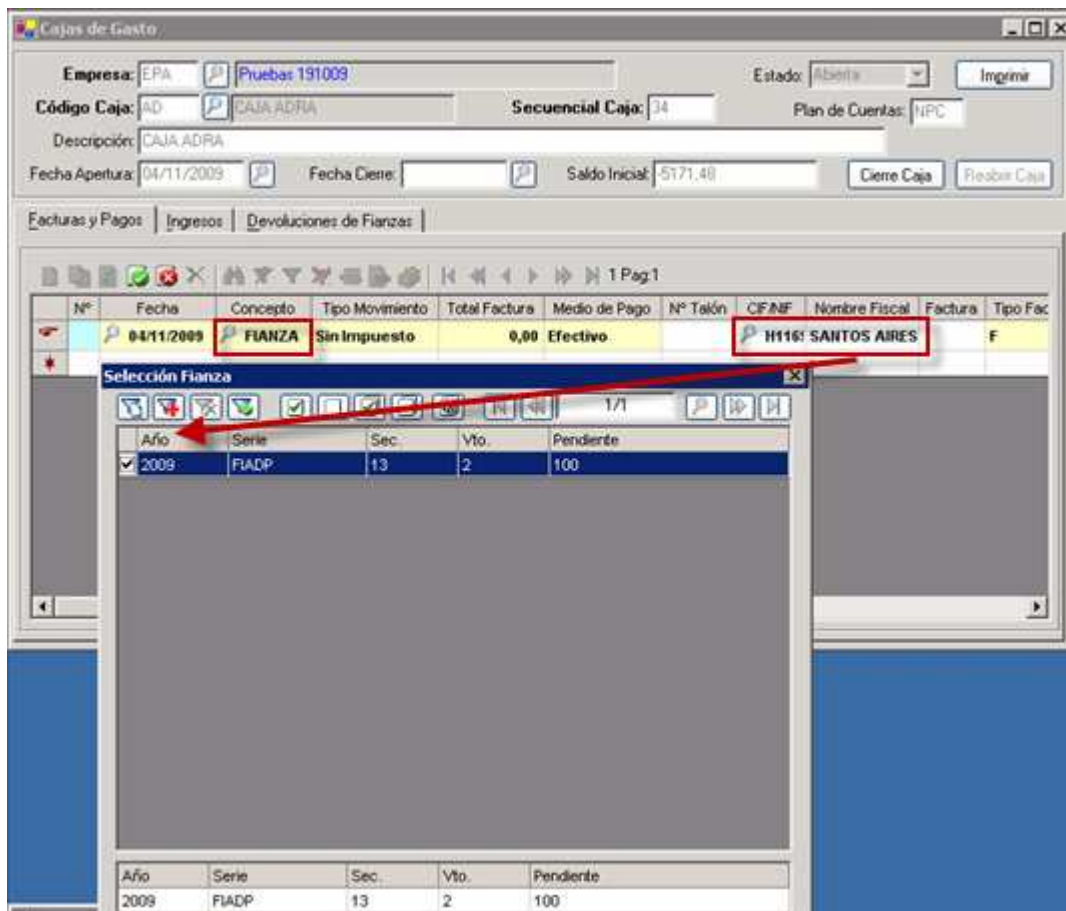 Cajas de Gasto
Empresa: EPA Pruebas 191009 Estado: Abierta Imprimir
Código Caja: AD CAJA ADRA Secuencial Caja: 34 Plan de Cuentas: NPC
Descripción: CAJA ADRA
Fecha Apertura: 04/11/2009 Fecha Cierre: Saldo Inicial: -5171,48 Cierre Caja Reabrir Caja
Facturas y Pagos Ingresos Devoluciones de Fianzas
1 Pag:1
Nº Fecha Concepto Tipo Movimiento Total Factura Medio de Pago Nº Talón CIF/NIF Nombre Fiscal Factura Tipo Fac
04/11/2009 FIANZA Sin Impuesto 0,00 Efectivo H116 SANTOS AIRES F
Selección Fianza
1/1
Año Serie Sec. Vto. Pendiente
2009 FIADP 13 2 100
Año Serie Sec. Vto. Pendiente
2009 FIADP 13 2 100